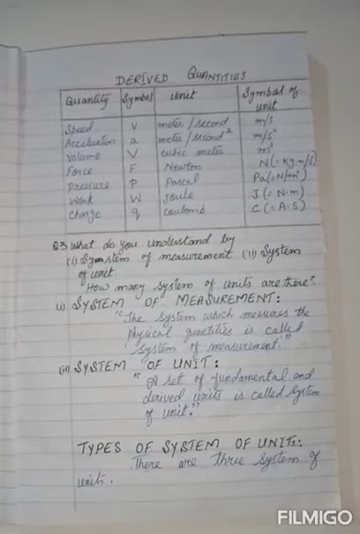 DERIVED QUANTITIES
Quantity Symbol Unit Symbol of unit
Speed V meter/second m/s
Acceleration a meter/second² m/s²
Volume V cubic meter m³
Force F Newton N(=Kg-m/s²)
Pressure P Pascal Pa(=N/m²)
Work W Joule J(=N·m)
Charge q coulomb C(=A·S)
Q3 What do you understand by
(i) System of measurement (ii) System
of unit
How many system of units are there?
(i) SYSTEM OF MEASUREMENT:
"The system which measures the
physical quantities is called
system of measurement."
(ii) SYSTEM OF UNIT:
"A set of fundamental and
derived units is called system
of unit."
TYPES OF SYSTEM OF UNITS:
There are three system of
units.
FILMIGO